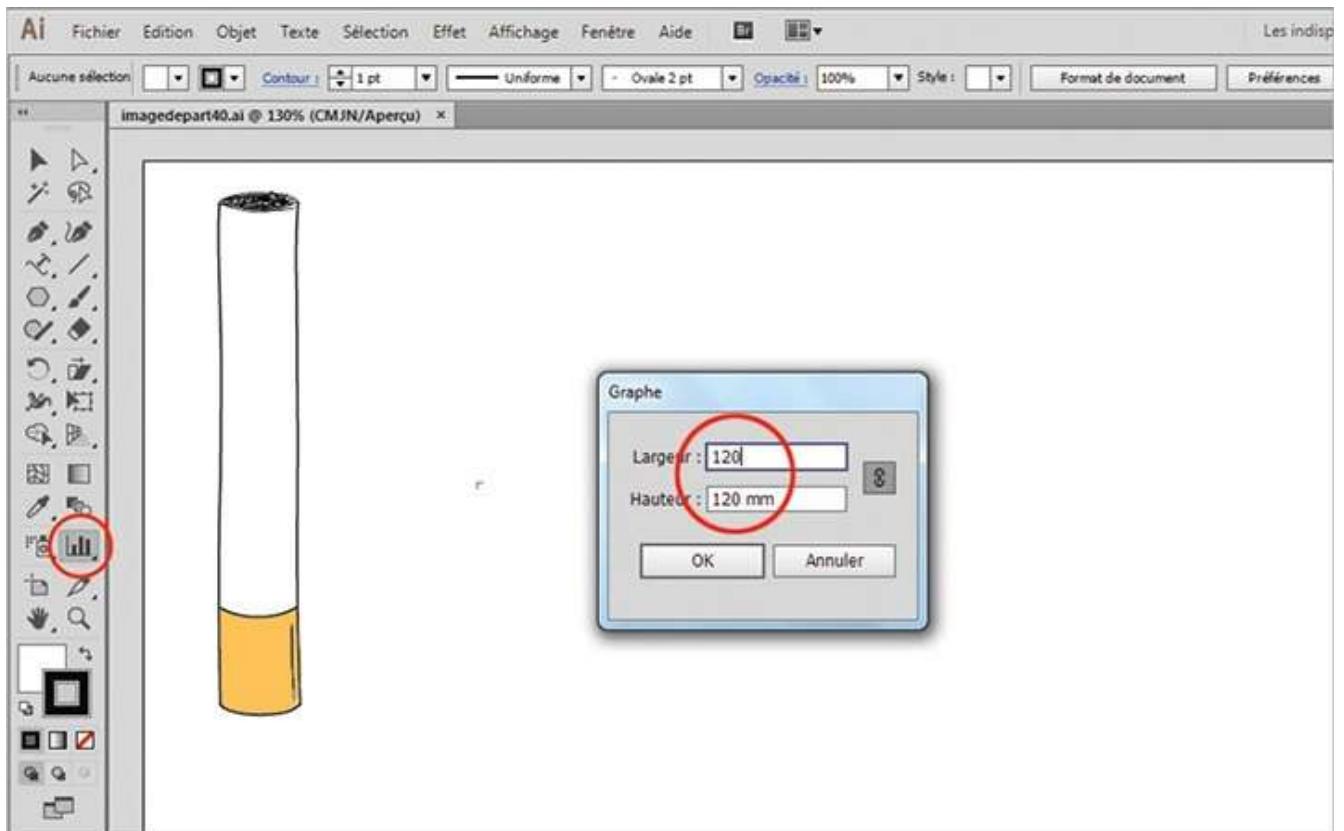 Ai Fichier Edition Objet Texte Sélection Effet Affichage Fenêtre Aide Br Les indisp
Aucune sélection Contour : 1 pt Uniforme Ovale 2 pt Opacité : 100% Style : Format de document Préférences
imagedepart40.ai @ 130% (CMJN/Aperçu) ×
Graphe
Largeur : 120
Hauteur : 120 mm
OK Annuler